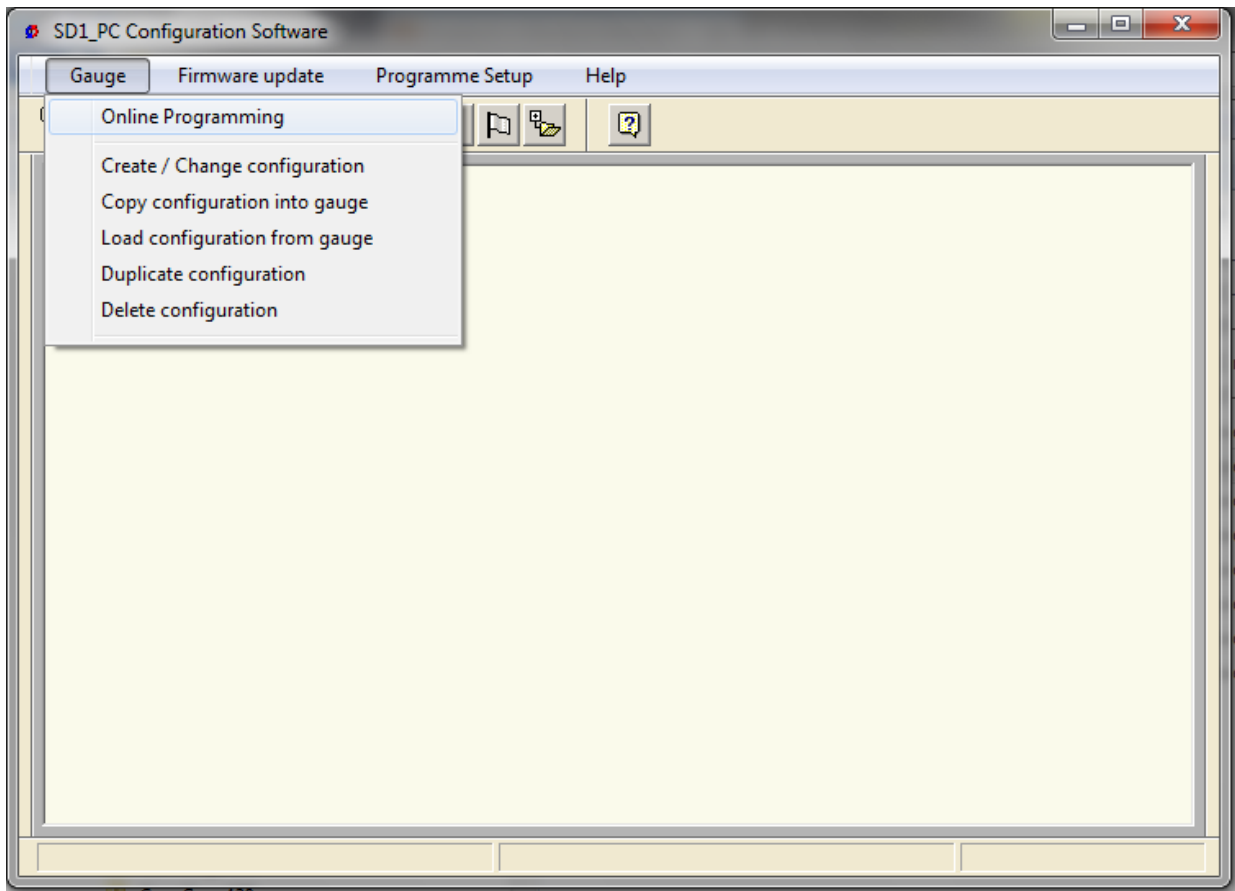 SD1_PC Configuration Software
Gauge Firmware update Programme Setup Help
Online Programming
Create / Change configuration
Copy configuration into gauge
Load configuration from gauge
Duplicate configuration
Delete configuration